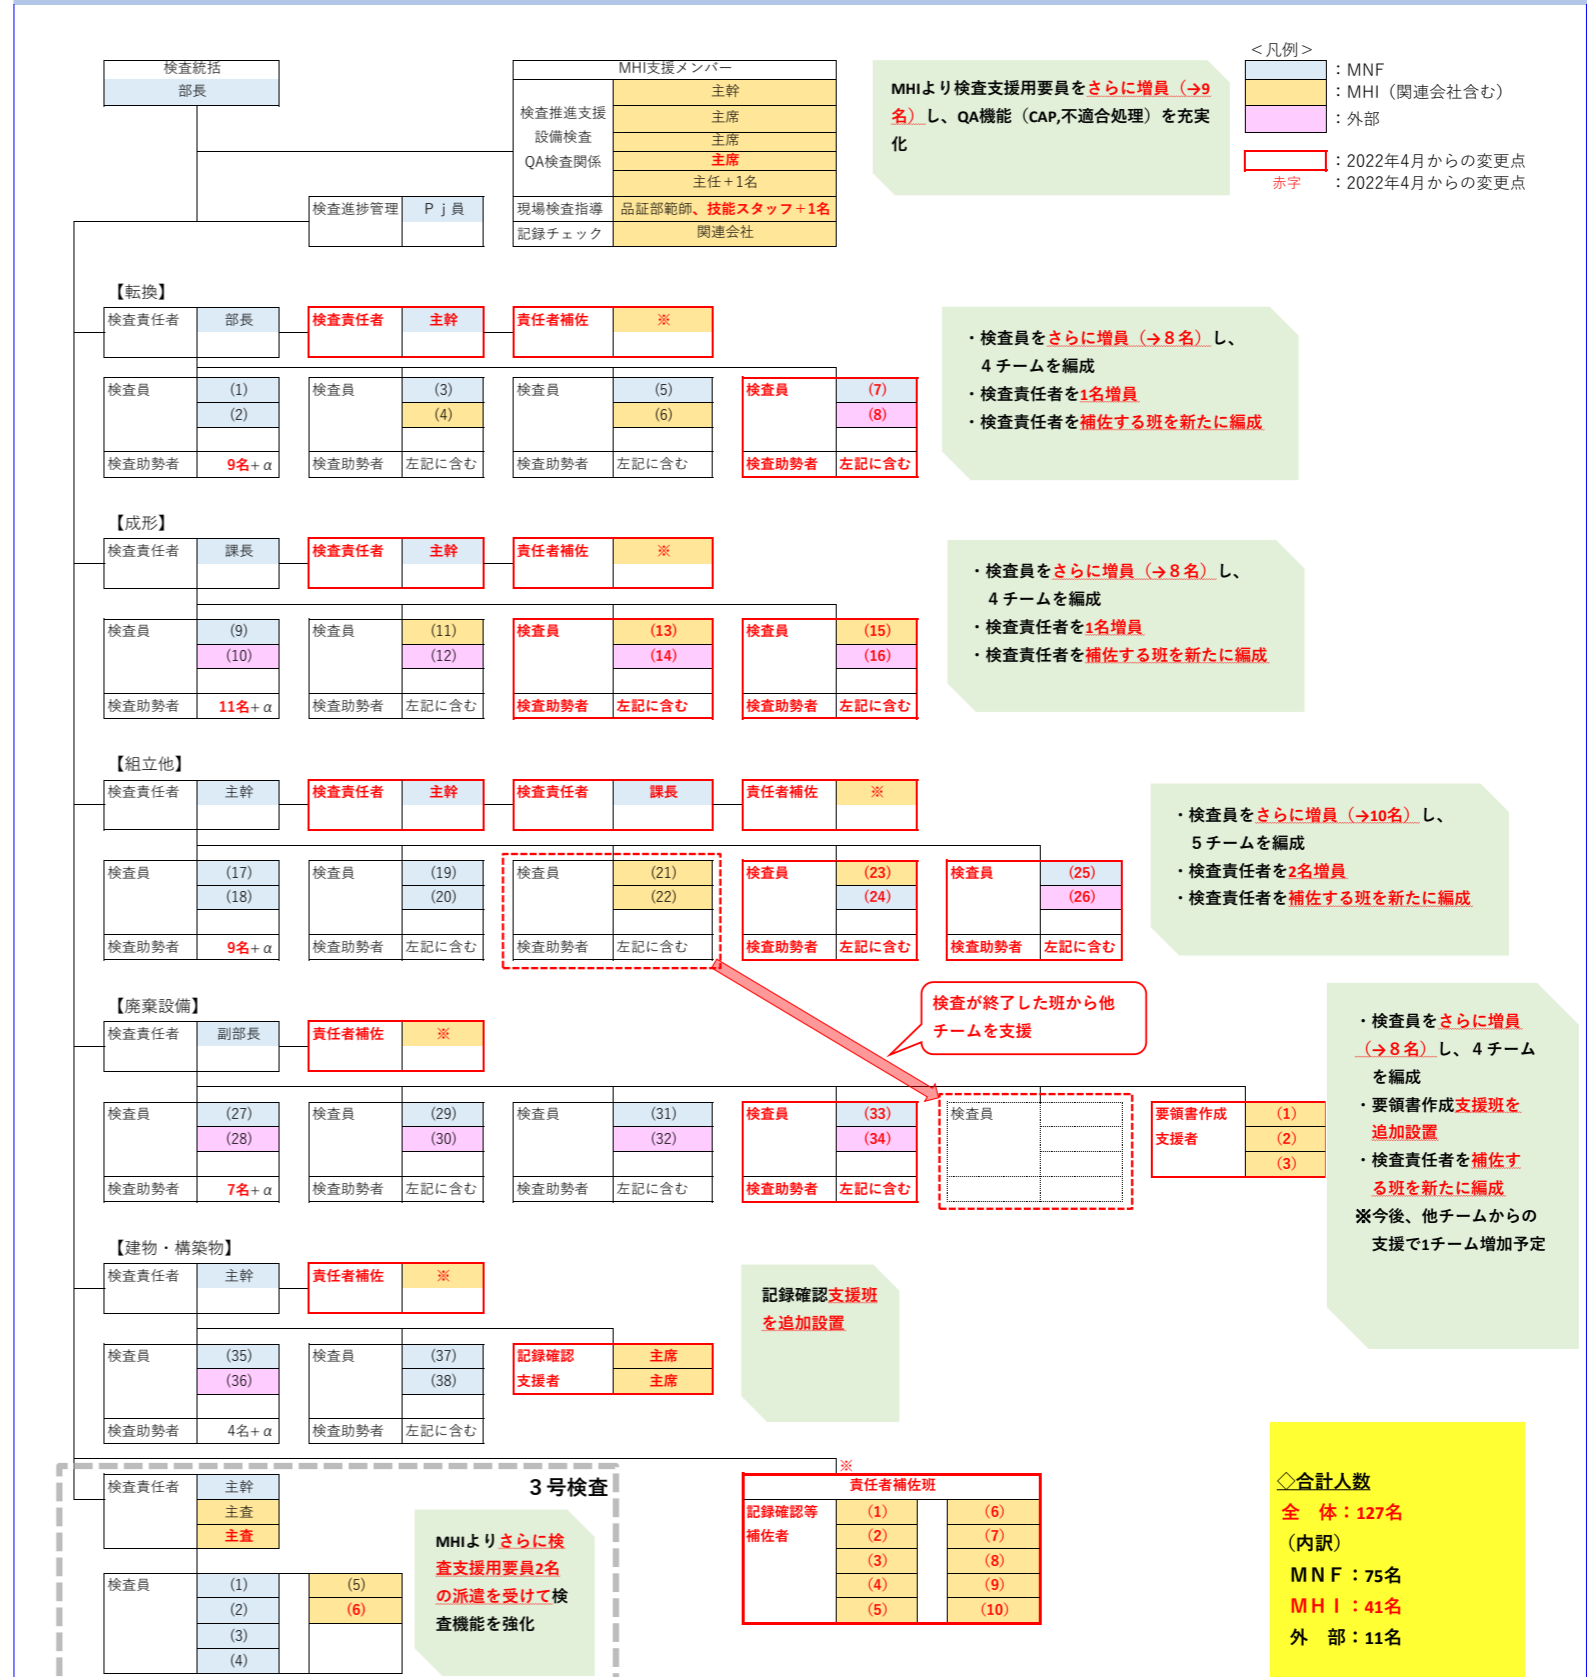 検査統括
部長
MHI支援メンバー
検査推進支援
設備検査
QA検査関係
主幹
主席
主席
主席
主任＋1名
現場検査指導
品証部範師、技能スタッフ＋1名
記録チェック
関連会社
検査進捗管理
Ｐｊ員
MHIより検査支援用要員をさらに増員（→9
名）し、QA機能（CAP,不適合処理）を充実
化
＜凡例＞
：MNF
：MHI（関連会社含む）
：外部
：2022年4月からの変更点
赤字
：2022年4月からの変更点
【転換】
検査責任者 部長
検査責任者 主幹
責任者補佐 ※
検査員 (1) (2)
検査員 (3) (4)
検査員 (5) (6)
検査員 (7) (8)
検査助勢者 9名+α
検査助勢者 左記に含む
検査助勢者 左記に含む
検査助勢者 左記に含む
・検査員をさらに増員（→８名）し、
４チームを編成
・検査責任者を1名増員
・検査責任者を補佐する班を新たに編成
【成形】
検査責任者 課長
検査責任者 主幹
責任者補佐 ※
検査員 (9) (10)
検査員 (11) (12)
検査員 (13) (14)
検査員 (15) (16)
検査助勢者 11名+α
検査助勢者 左記に含む
検査助勢者 左記に含む
検査助勢者 左記に含む
・検査員をさらに増員（→８名）し、
４チームを編成
・検査責任者を1名増員
・検査責任者を補佐する班を新たに編成
【組立他】
検査責任者 主幹
検査責任者 主幹
検査責任者 課長
責任者補佐 ※
検査員 (17) (18)
検査員 (19) (20)
検査員 (21) (22)
検査員 (23) (24)
検査員 (25) (26)
検査助勢者 9名+α
検査助勢者 左記に含む
検査助勢者 左記に含む
検査助勢者 左記に含む
検査助勢者 左記に含む
・検査員をさらに増員（→10名）し、
５チームを編成
・検査責任者を2名増員
・検査責任者を補佐する班を新たに編成
検査が終了した班から他
チームを支援
【廃棄設備】
検査責任者 副部長
責任者補佐 ※
検査員 (27) (28)
検査員 (29) (30)
検査員 (31) (32)
検査員 (33) (34)
検査員
要領書作成
支援者
(1)
(2)
(3)
検査助勢者 7名+α
検査助勢者 左記に含む
検査助勢者 左記に含む
検査助勢者 左記に含む
・検査員をさらに増員
（→８名）し、４チーム
を編成
・要領書作成支援班を
追加設置
・検査責任者を補佐す
る班を新たに編成
※今後、他チームからの
支援で1チーム増加予定
【建物・構築物】
検査責任者 主幹
責任者補佐 ※
検査員 (35) (36)
検査員 (37) (38)
記録確認
支援者
主席
主席
検査助勢者 4名+α
検査助勢者 左記に含む
記録確認支援班
を追加設置
３号検査
検査責任者
主幹
主査
主査
検査員
(1)
(2)
(3)
(4)
(5)
(6)
MHIよりさらに検
査支援用要員2名
の派遣を受けて検
査機能を強化
※
責任者補佐班
記録確認等
補佐者
(1)
(2)
(3)
(4)
(5)
(6)
(7)
(8)
(9)
(10)
◇合計人数
全　体：127名
（内訳）
ＭＮＦ：75名
ＭＨＩ：41名
外　部：11名